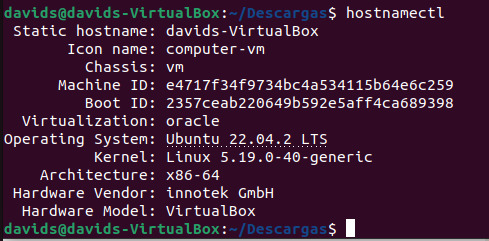 davids@davids-VirtualBox:~/Descargas$ hostnamectl
Static hostname: davids-VirtualBox
Icon name: computer-vm
Chassis: vm
Machine ID: e4717f34f9734bc4a534115b64e6c259
Boot ID: 2357ceab220649b592e5aff4ca689398
Virtualization: oracle
Operating System: Ubuntu 22.04.2 LTS
Kernel: Linux 5.19.0-40-generic
Architecture: x86-64
Hardware Vendor: innotek GmbH
Hardware Model: VirtualBox
davids@davids-VirtualBox:~/Descargas$